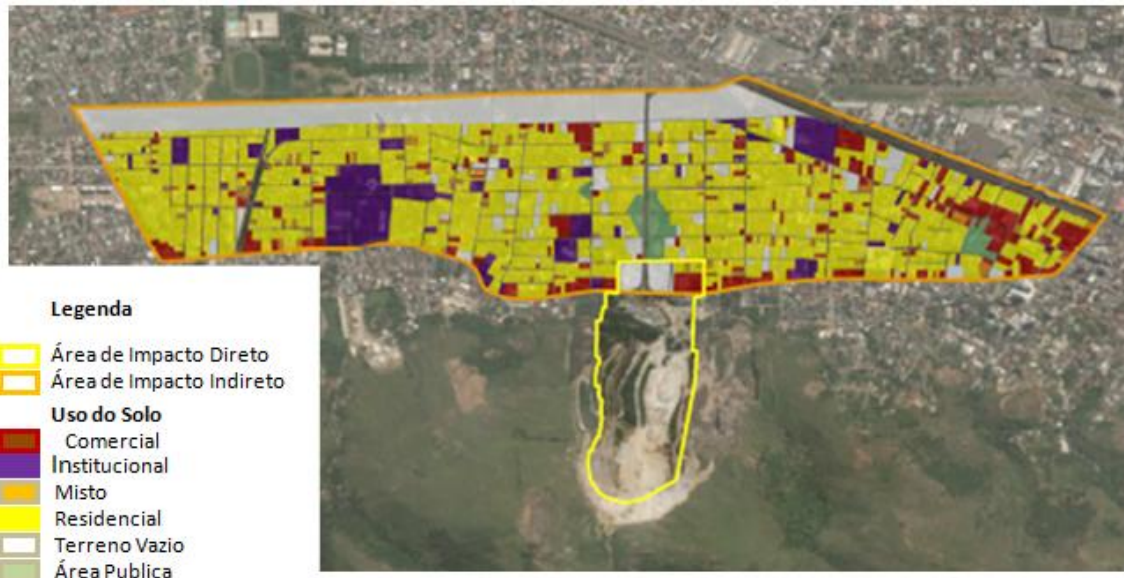 Legenda
Área de Impacto Direto
Área de Impacto Indireto
Uso do Solo
Comercial
Institucional
Misto
Residencial
Terreno Vazio
Área Publica